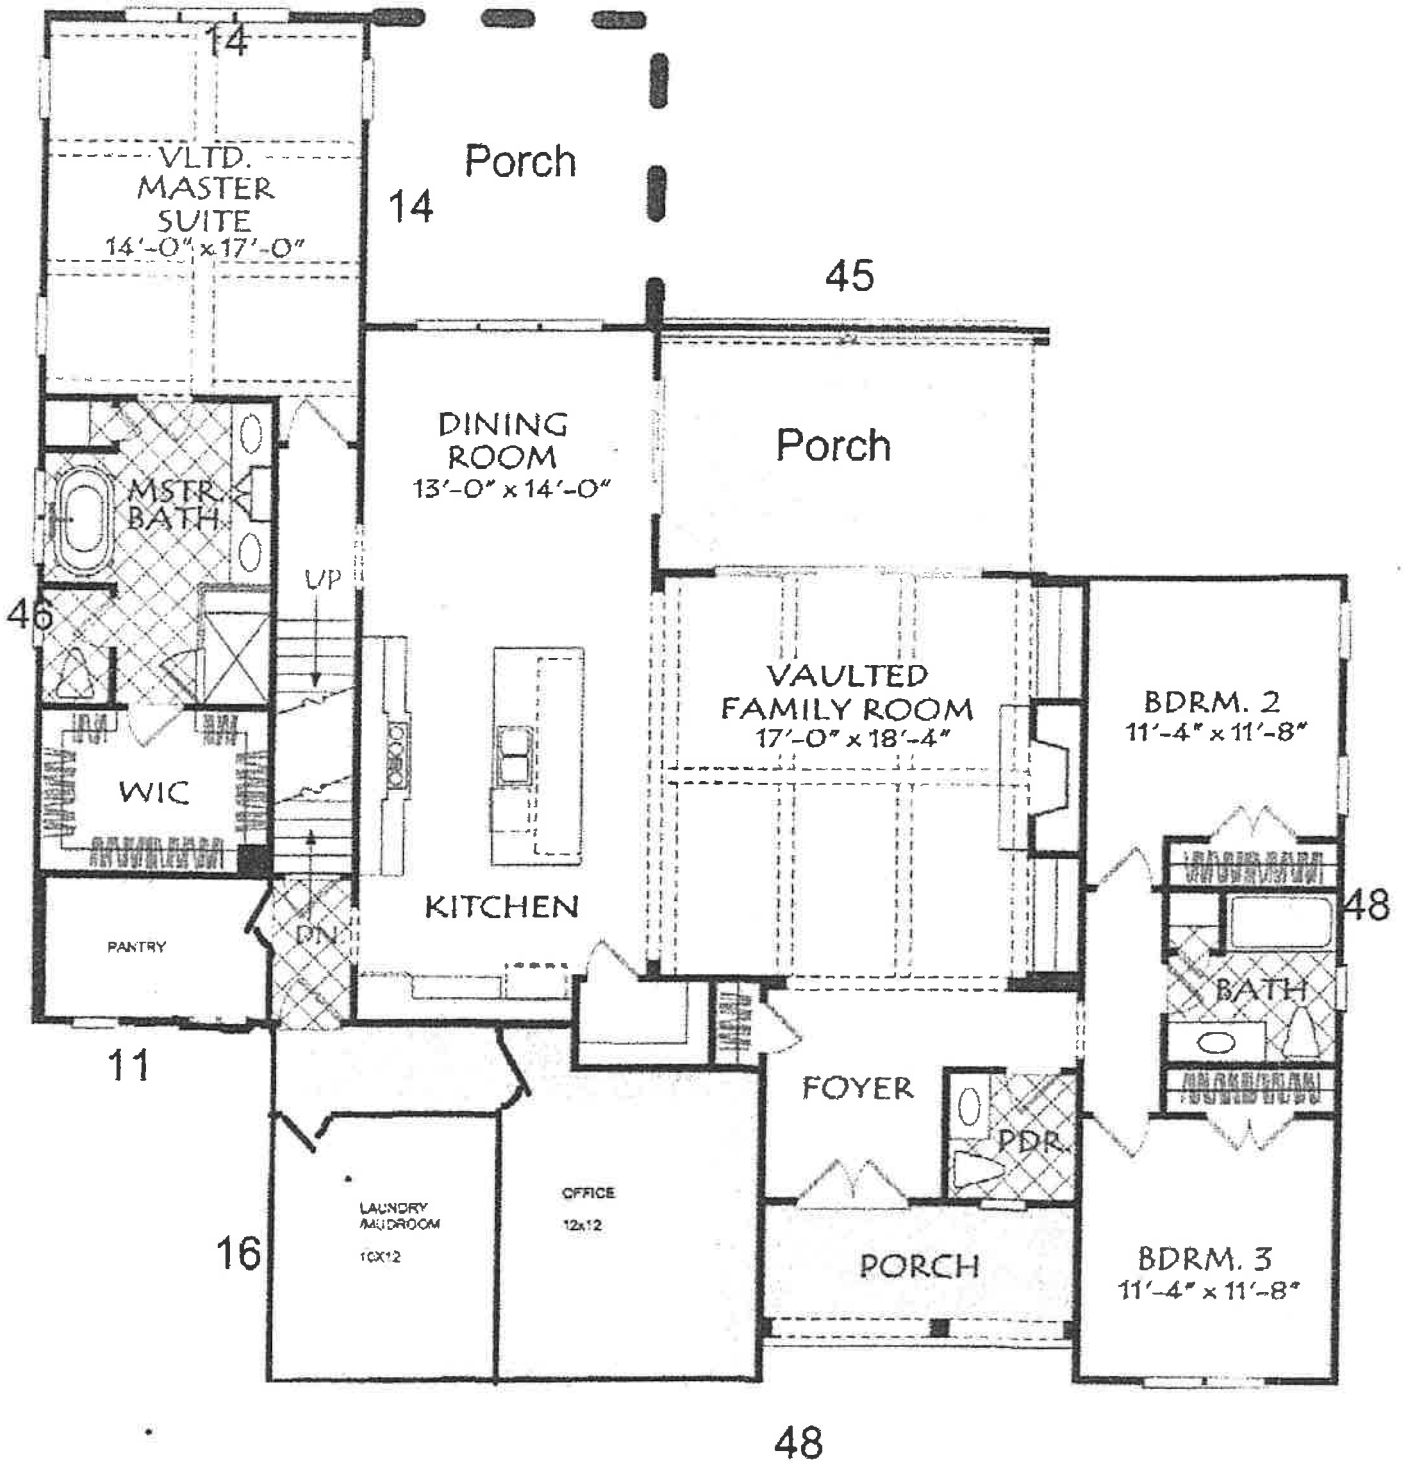 14
Porch
VLTD.
MASTER
SUITE
14'-0" x 17'-0"
14
45
DINING
ROOM
13'-0" x 14'-0"
Porch
MSTR.
BATH
UP
46
VAULTED
FAMILY ROOM
17'-0" x 18'-4"
BDRM. 2
11'-4" x 11'-8"
WIC
KITCHEN
48
PANTRY
DN
BATH
11
FOYER
PDR.
LAUNDRY
/MUDROOM
10X12
OFFICE
12x12
16
PORCH
BDRM. 3
11'-4" x 11'-8"
48